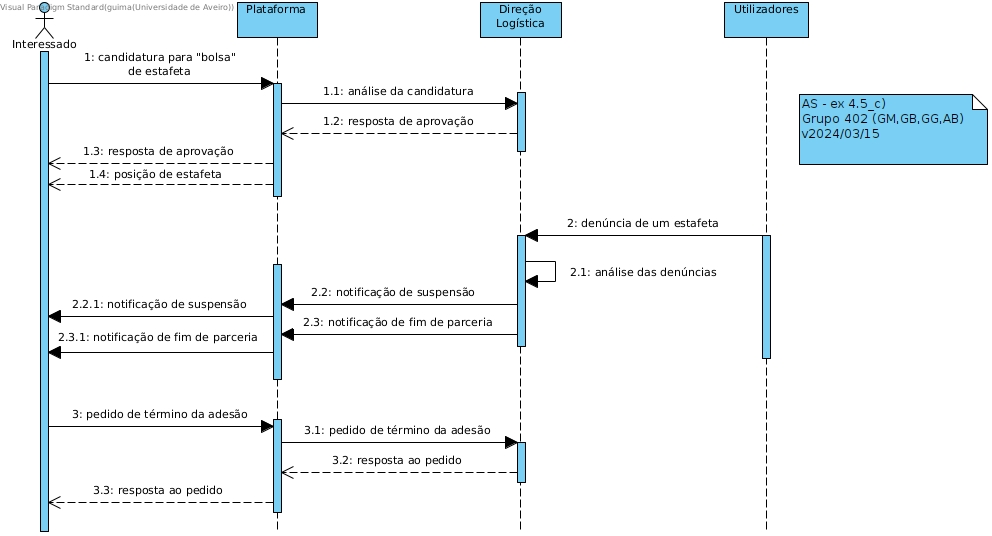 Visual Paradigm Standard(guima(Universidade de Aveiro))
Interessado
Plataforma
Direção
Logística
Utilizadores
AS - ex 4.5_c)
Grupo 402 (GM,GB,GG,AB)
v2024/03/15
1: candidatura para "bolsa"
de estafeta
1.1: análise da candidatura
1.2: resposta de aprovação
1.3: resposta de aprovação
1.4: posição de estafeta
2: denúncia de um estafeta
2.1: análise das denúncias
2.2: notificação de suspensão
2.2.1: notificação de suspensão
2.3: notificação de fim de parceria
2.3.1: notificação de fim de parceria
3: pedido de término da adesão
3.1: pedido de término da adesão
3.2: resposta ao pedido
3.3: resposta ao pedido